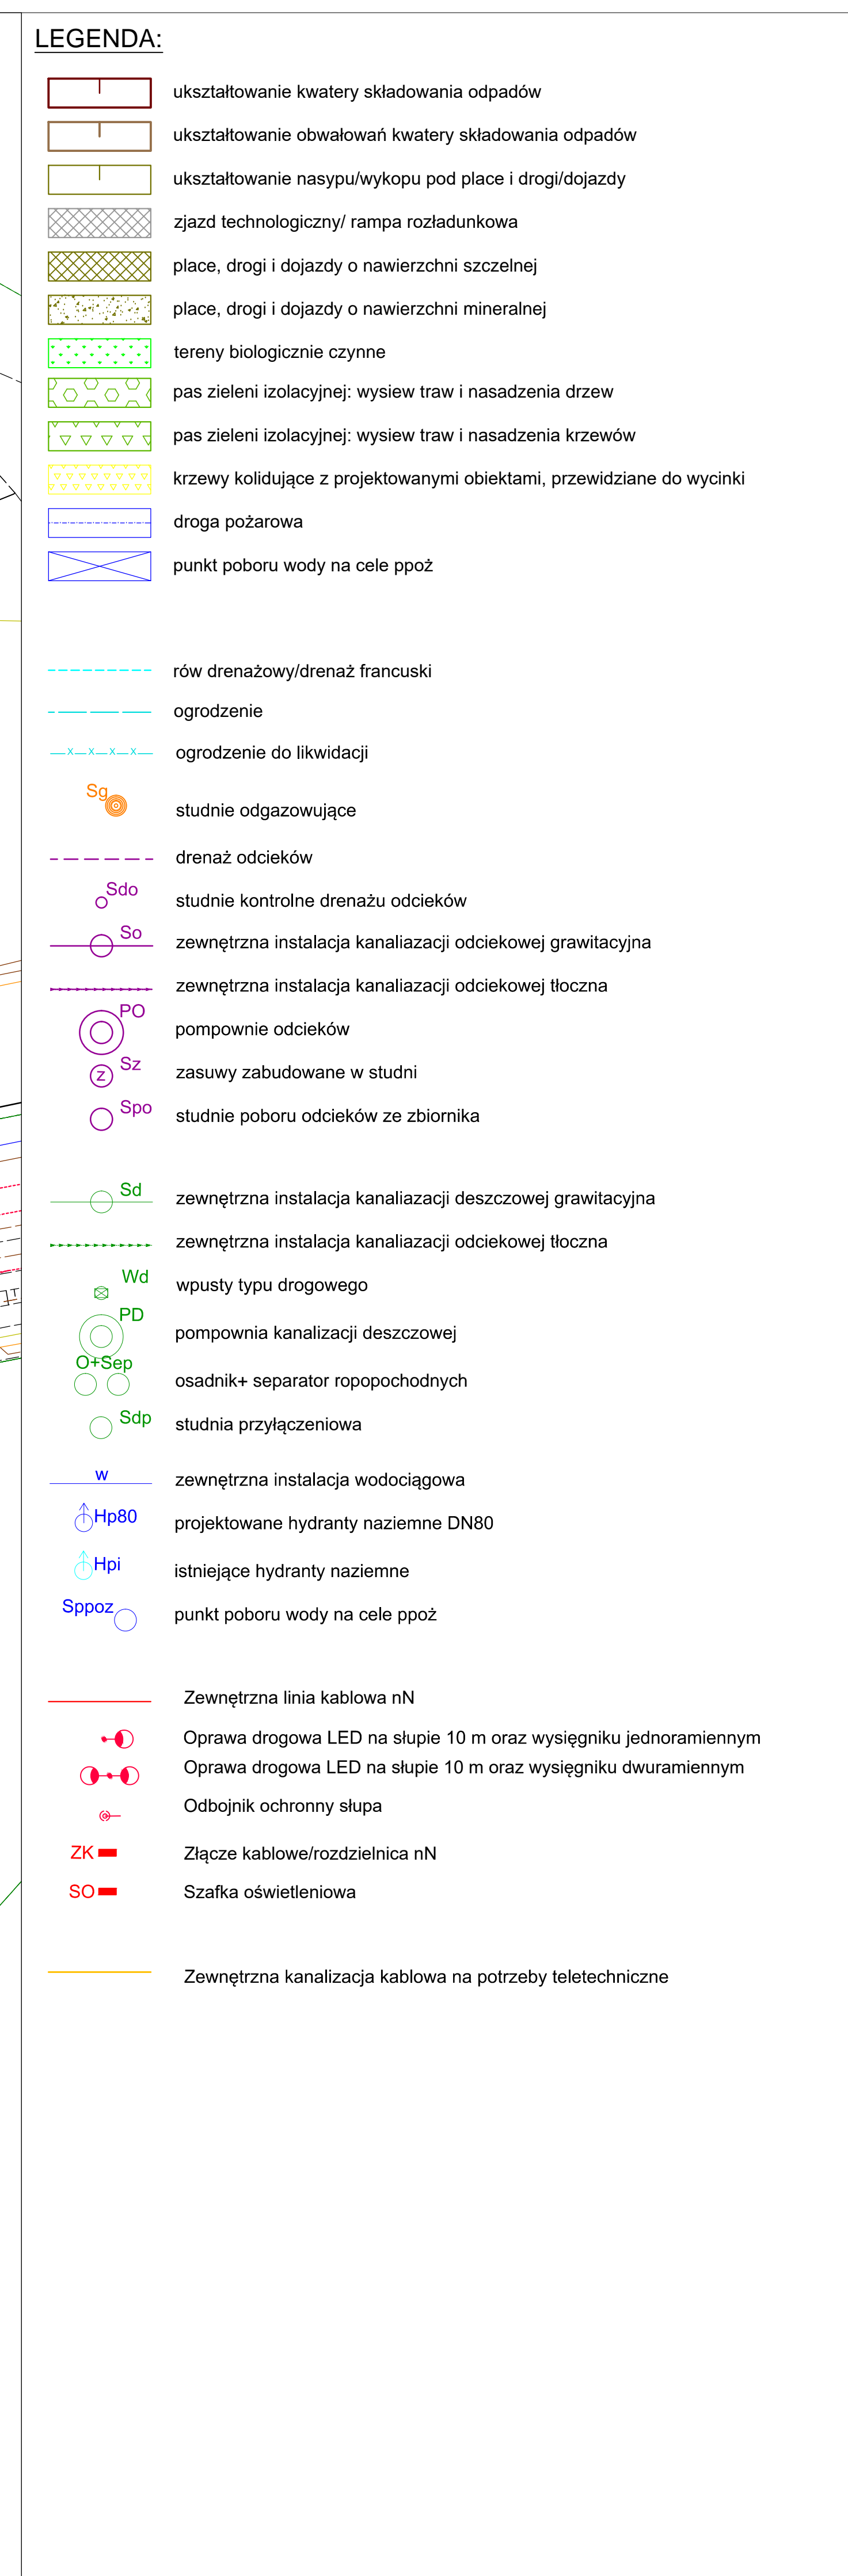 LEGENDA:
ukształtowanie kwatery składowania odpadów
ukształtowanie obwałowań kwatery składowania odpadów
ukształtowanie nasypu/wykopu pod place i drogi/dojazdy
zjazd technologiczny/ rampa rozładunkowa
place, drogi i dojazdy o nawierzchni szczelnej
place, drogi i dojazdy o nawierzchni mineralnej
tereny biologicznie czynne
pas zieleni izolacyjnej: wysiew traw i nasadzenia drzew
pas zieleni izolacyjnej: wysiew traw i nasadzenia krzewów
krzewy kolidujące z projektowanymi obiektami, przewidziane do wycinki
droga pożarowa
punkt poboru wody na cele ppoż
rów drenażowy/drenaż francuski
ogrodzenie
x x x x ogrodzenie do likwidacji
Sg studnie odgazowujące
drenaż odcieków
Sdo studnie kontrolne drenażu odcieków
So zewnętrzna instalacja kanaliazacji odciekowej grawitacyjna
zewnętrzna instalacja kanaliazacji odciekowej tłoczna
PO pompownie odcieków
Sz z zasuwy zabudowane w studni
Spo studnie poboru odcieków ze zbiornika
Sd zewnętrzna instalacja kanaliazacji deszczowej grawitacyjna
zewnętrzna instalacja kanaliazacji odciekowej tłoczna
Wd wpusty typu drogowego
PD pompownia kanalizacji deszczowej
O+Sep osadnik+ separator ropopochodnych
Sdp studnia przyłączeniowa
w zewnętrzna instalacja wodociągowa
Hp80 projektowane hydranty naziemne DN80
Hpi istniejące hydranty naziemne
Sppoz punkt poboru wody na cele ppoż
Zewnętrzna linia kablowa nN
Oprawa drogowa LED na słupie 10 m oraz wysięgniku jednoramiennym
Oprawa drogowa LED na słupie 10 m oraz wysięgniku dwuramiennym
Odbojnik ochronny słupa
ZK Złącze kablowe/rozdzielnica nN
SO Szafka oświetleniowa
Zewnętrzna kanalizacja kablowa na potrzeby teletechniczne